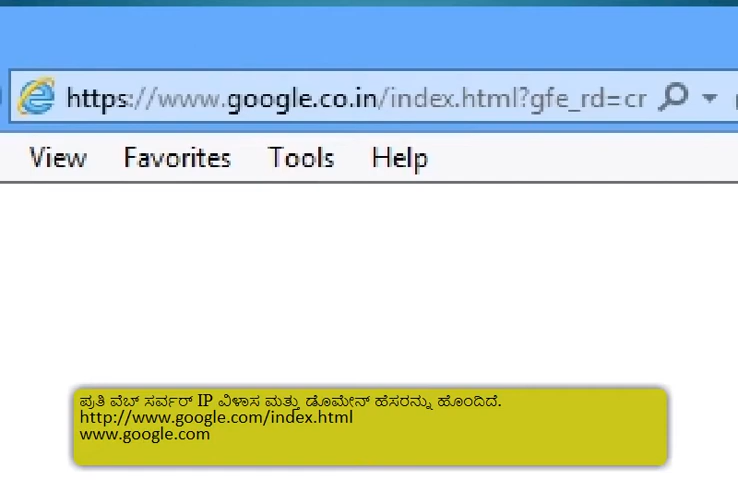 https://www.google.co.in/index.html?gfe_rd=cr
View Favorites Tools Help
ಪ್ರತಿ ವೆಬ್ ಸರ್ವರ್ IP ವಿಳಾಸ ಮತ್ತು ಡೊಮೇನ್ ಹೆಸರನ್ನು ಹೊಂದಿದೆ.
http://www.google.com/index.html
www.google.com